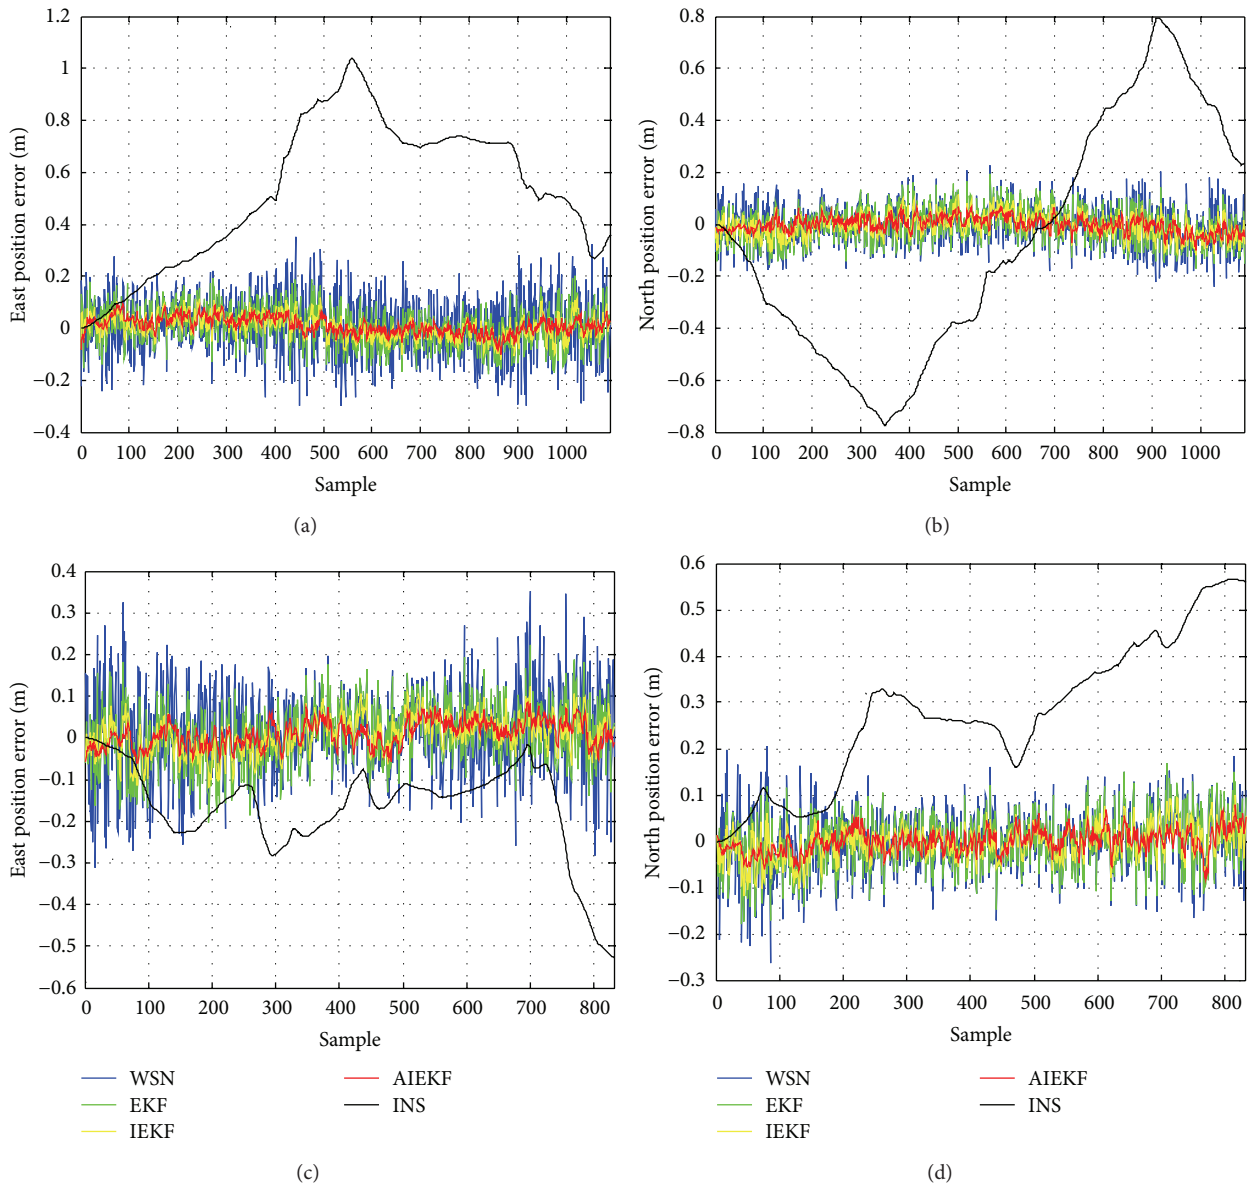 East position error (m)
1.2
1
0.8
0.6
0.4
0.2
0
−0.2
−0.4
0 100 200 300 400 500 600 700 800 900 1000
Sample
(a)
North position error (m)
0.8
0.6
0.4
0.2
0
−0.2
−0.4
−0.6
−0.8
0 100 200 300 400 500 600 700 800 900 1000
Sample
(b)
East position error (m)
0.4
0.3
0.2
0.1
0
−0.1
−0.2
−0.3
−0.4
−0.5
−0.6
0 100 200 300 400 500 600 700 800
Sample
WSN
EKF
IEKF
AIEKF
INS
(c)
North position error (m)
0.6
0.5
0.4
0.3
0.2
0.1
0
−0.1
−0.2
−0.3
0 100 200 300 400 500 600 700 800
Sample
WSN
EKF
IEKF
AIEKF
INS
(d)